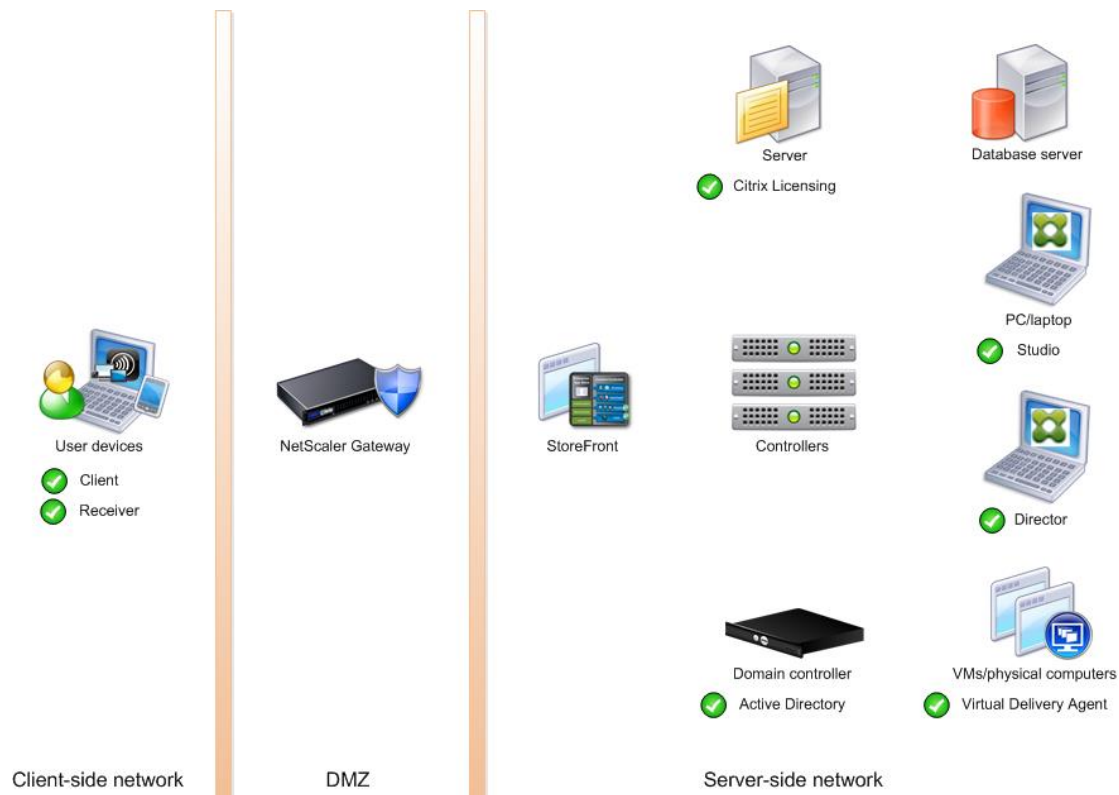 Server
Database server
Citrix Licensing
PC/laptop
Studio
User devices
NetScaler Gateway
StoreFront
Controllers
Client
Receiver
Director
Domain controller
VMs/physical computers
Active Directory
Virtual Delivery Agent
Client-side network
DMZ
Server-side network